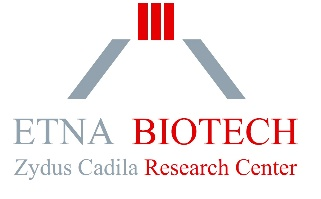 ETNA BIOTECH
Zydus Cadila Research Center